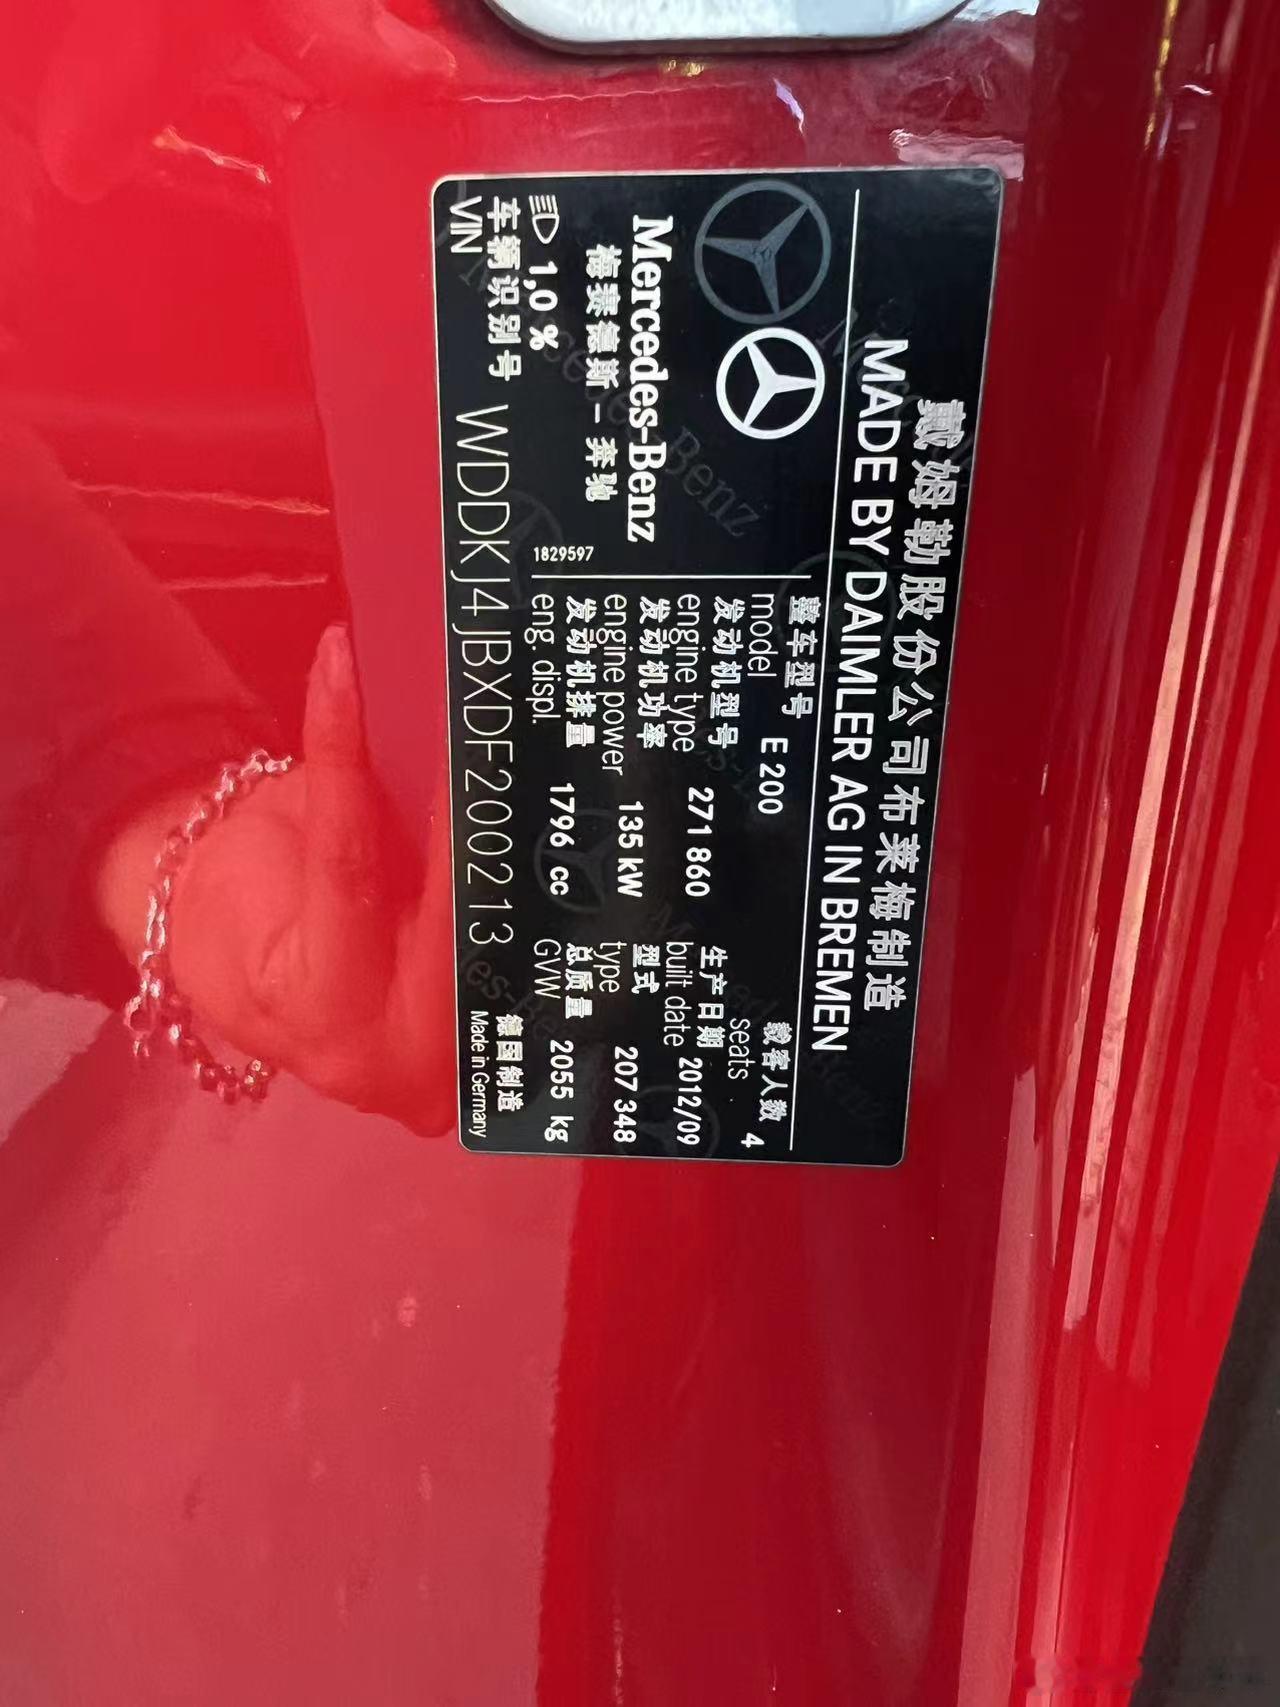 戴姆勒股份公司布莱梅制造
MADE BY DAIMLER AG IN BREMEN
Mercedes-Benz
梅赛德斯-奔驰
1,0 %
1829597
整车型号
model E 200
载客人数
seats 4
发动机型号
engine type 271 860
生产日期
built date 2012/09
发动机功率
engine power 135 kW
型式
type 207 348
发动机排量
eng. displ. 1796 cc
总质量
GVW 2055 kg
车辆识别号
VIN WDDKJ4JBXDF200213
德国制造
Made in Germany